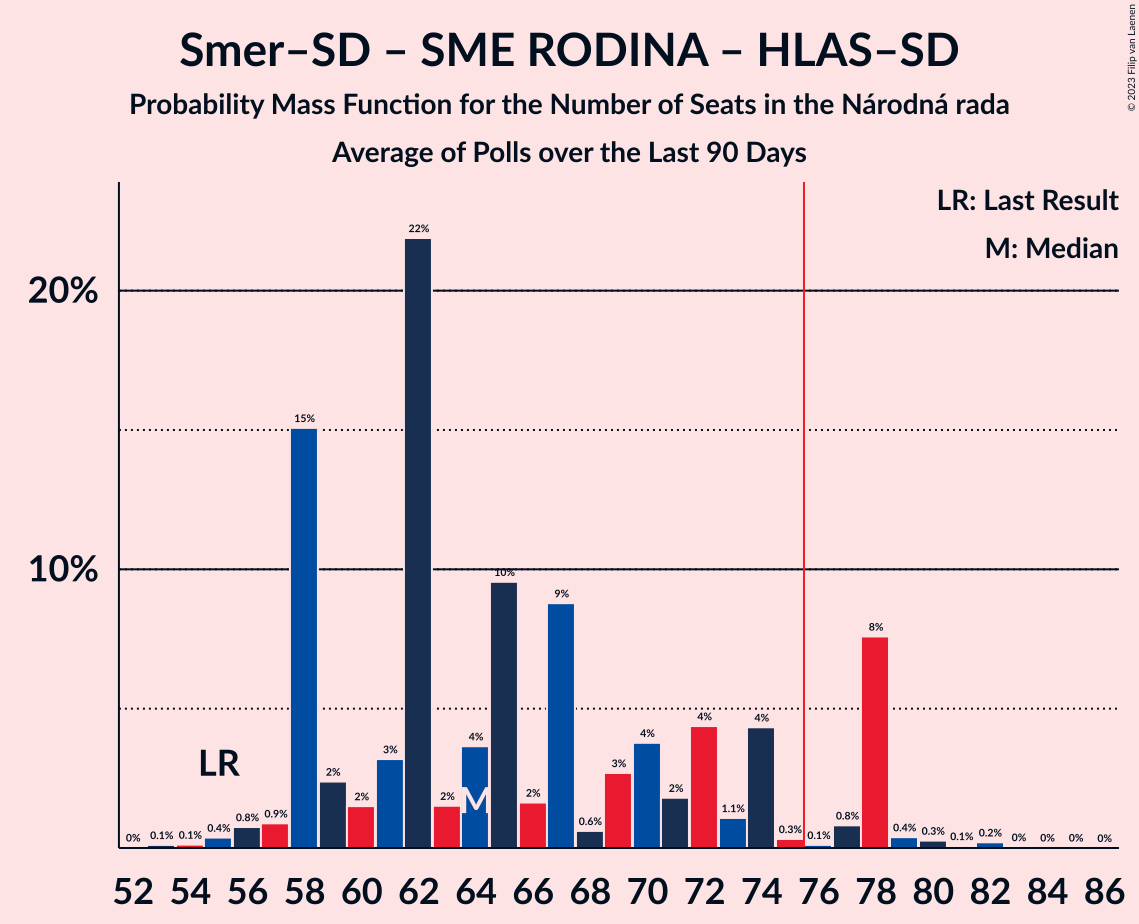 © 2023 Filip van Laenen
Smer–SD – SME RODINA – HLAS–SD
Probability Mass Function for the Number of Seats in the Národná rada
Average of Polls over the Last 90 Days
LR: Last Result
M: Median
20%
10%
0% 0.1% 0.1% 0.4% 0.8% 0.9% 15% 2% 2% 3% 22% 2% 4% 10% 2% 9% 0.6% 3% 4% 2% 4% 1.1% 4% 0.3% 0.1% 0.8% 8% 0.4% 0.3% 0.1% 0.2% 0% 0% 0% 0%
LR
M
52 54 56 58 60 62 64 66 68 70 72 74 76 78 80 82 84 86